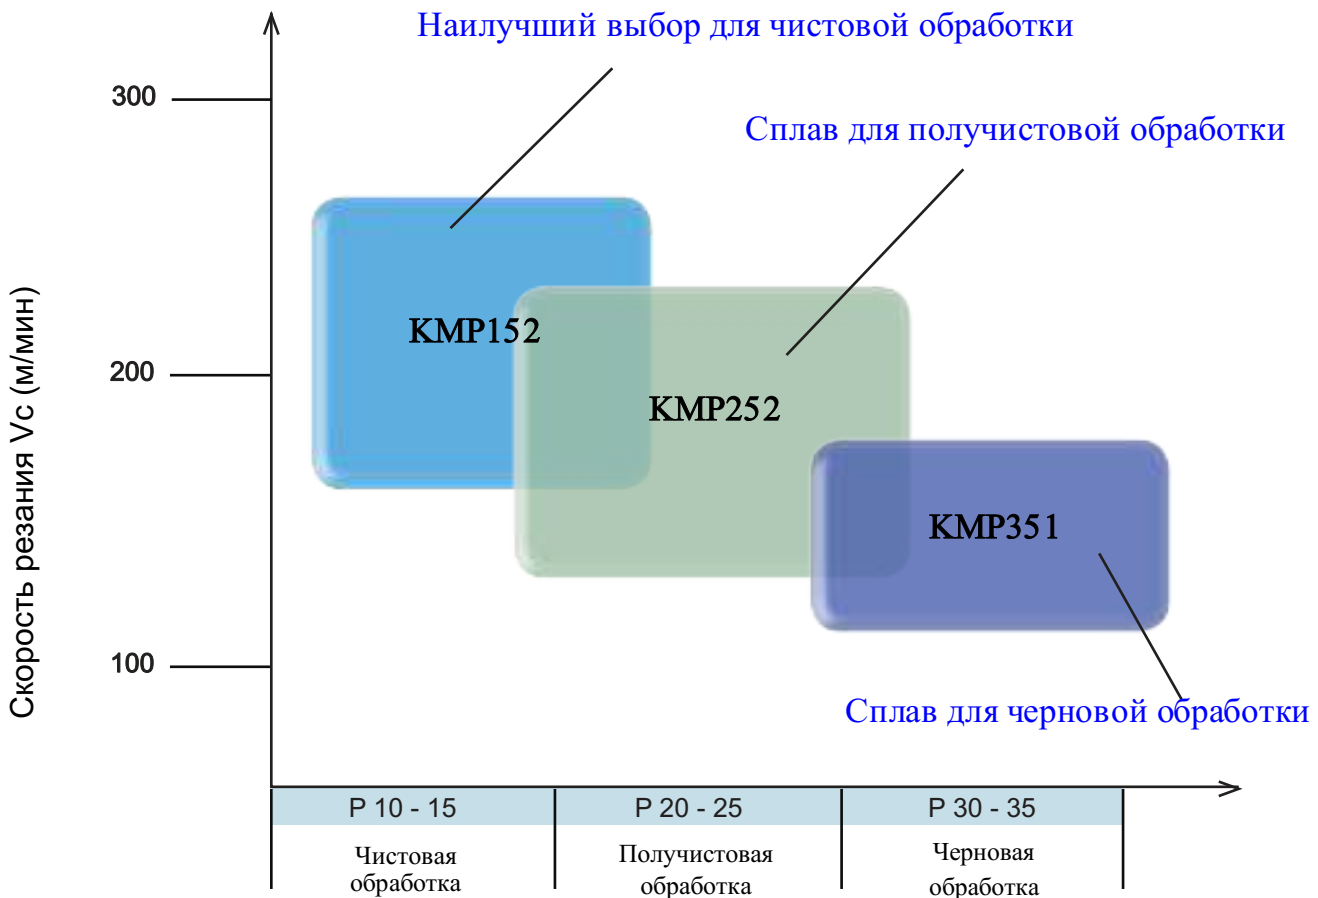 Наилучший выбор для чистовой обработки
300
Сплав для получистовой обработки
KMP152
200
KMP252
Скорость резания Vc (м/мин)
KMP351
100
Сплав для черновой обработки
P 10 - 15
P 20 - 25
P 30 - 35
Чистовая
обработка
Получистовая
обработка
Черновая
обработка